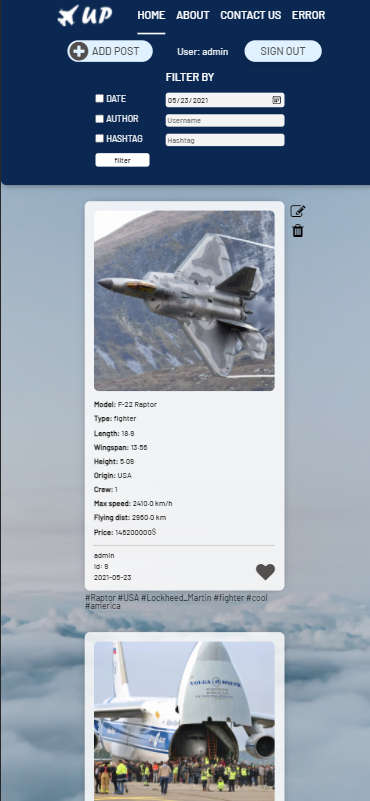 UP
HOME ABOUT CONTACT US ERROR
ADD POST User: admin SIGN OUT
FILTER BY
DATE 05/23/2021
AUTHOR Username
HASHTAG Hashtag
filter
Model: F-22 Raptor
Type: fighter
Length: 18.9
Wingspan: 13.56
Height: 5.09
Origin: USA
Crew: 1
Max speed: 2410.0 km/h
Flying dist: 2960.0 km
Price: 146200000$
admin
Id: 9
2021-05-23
#Raptor #USA #Lockheed_Martin #fighter #cool
#america
VOLGA DNEPR